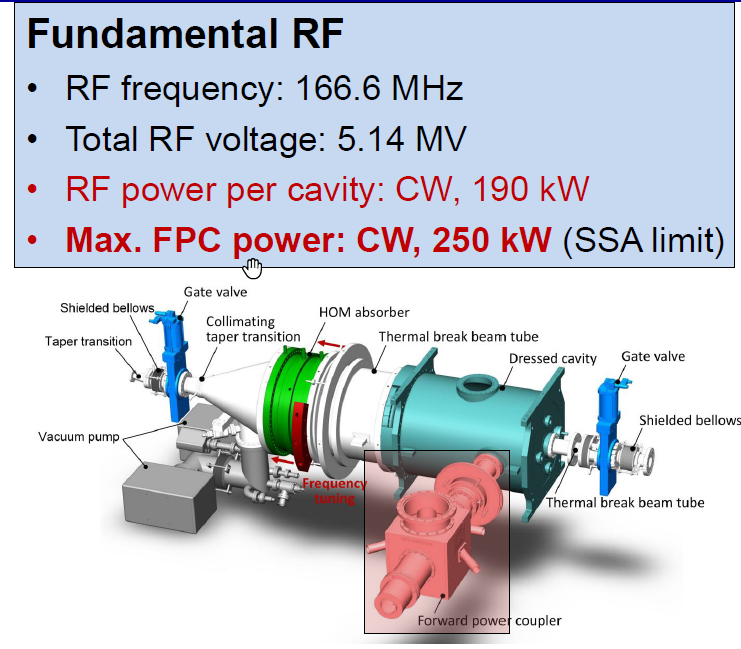 Fundamental RF
• RF frequency: 166.6 MHz
• Total RF voltage: 5.14 MV
• RF power per cavity: CW, 190 kW
• Max. FPC power: CW, 250 kW (SSA limit)
Gate valve
Shielded bellows
Taper transition
Collimating
taper transition
HOM absorber
Thermal break beam tube
Dressed cavity
Gate valve
Shielded bellows
Vacuum pump
Frequency
tuning
Thermal break beam tube
Forward power coupler